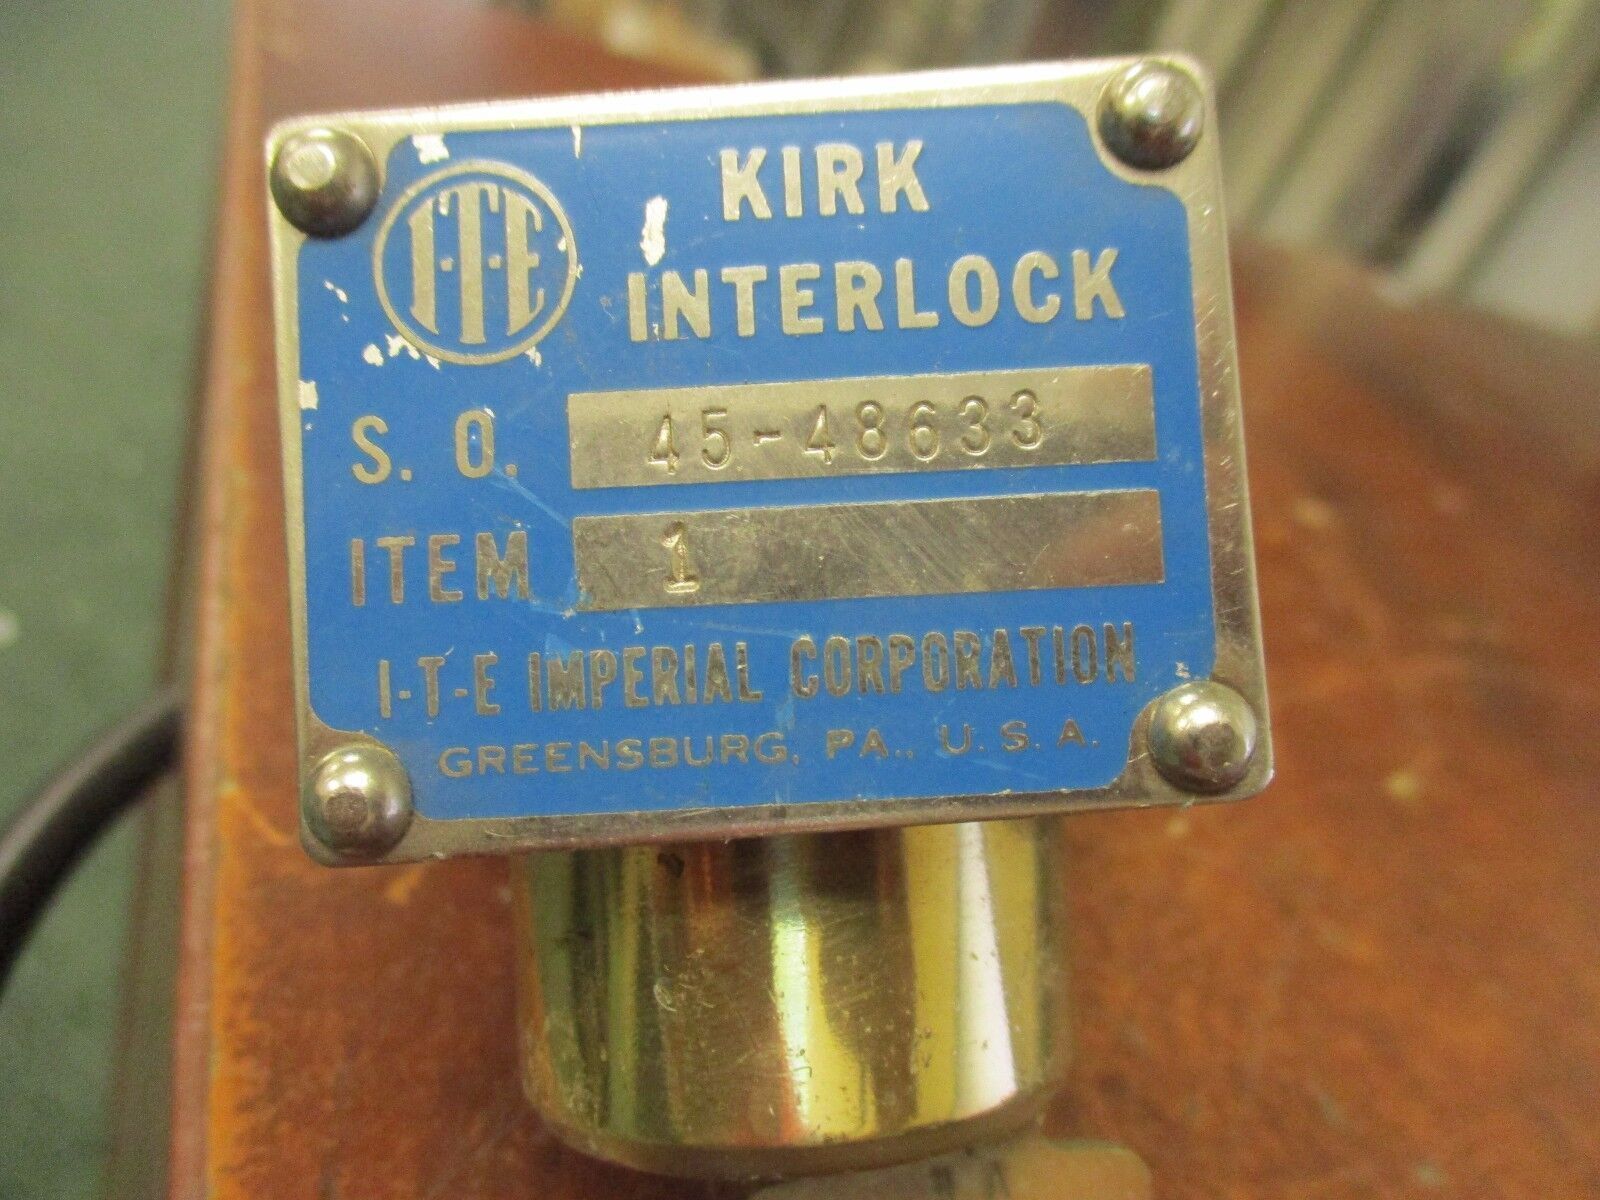 I-T-E
KIRK
INTERLOCK
S. O. 45-48633
ITEM 1
I-T-E IMPERIAL CORPORATION
GREENSBURG, PA., U.S.A.